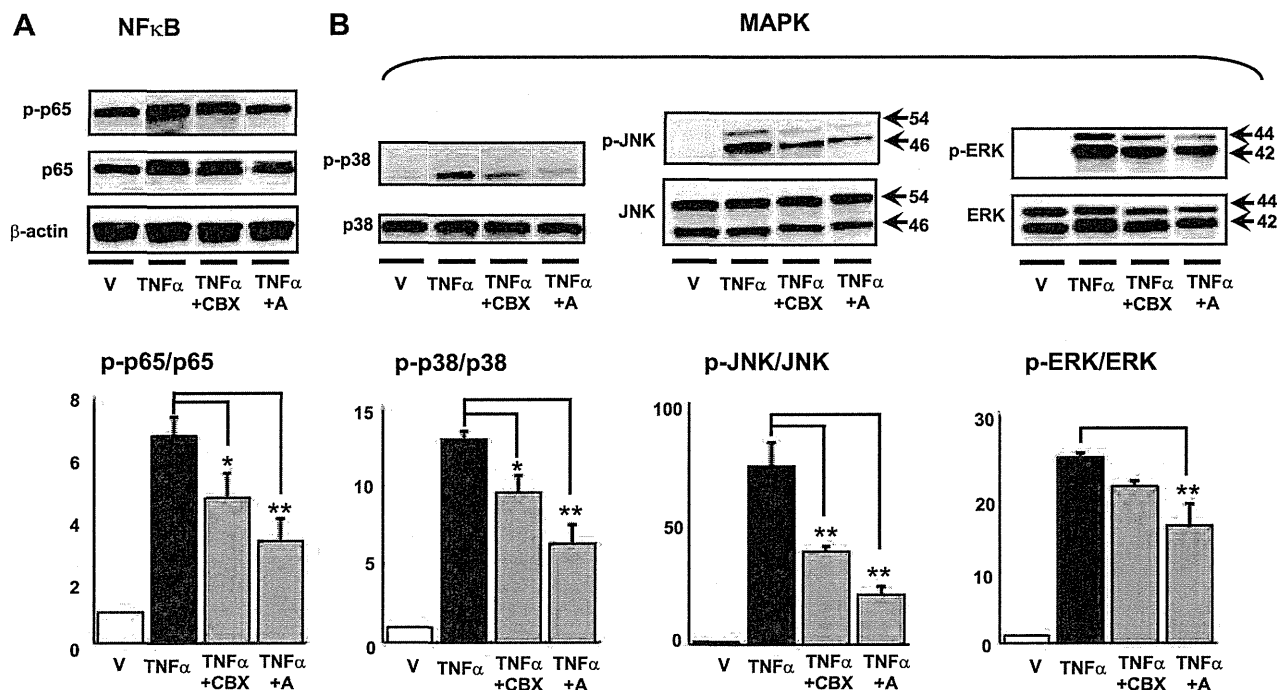 A NFκB B MAPK
p-p65
p65
β-actin
V TNFα TNFα +CBX TNFα +A
p-p38
p38
V TNFα TNFα +CBX TNFα +A
p-JNK
54
46
JNK
54
46
V TNFα TNFα +CBX TNFα +A
p-ERK
44
42
ERK
44
42
V TNFα TNFα +CBX TNFα +A
p-p65/p65
8
6
4
2
0
*
**
V TNFα TNFα +CBX TNFα +A
p-p38/p38
15
10
5
0
*
**
V TNFα TNFα +CBX TNFα +A
p-JNK/JNK
100
50
0
**
**
V TNFα TNFα +CBX TNFα +A
p-ERK/ERK
30
20
10
0
**
V TNFα TNFα +CBX TNFα +A